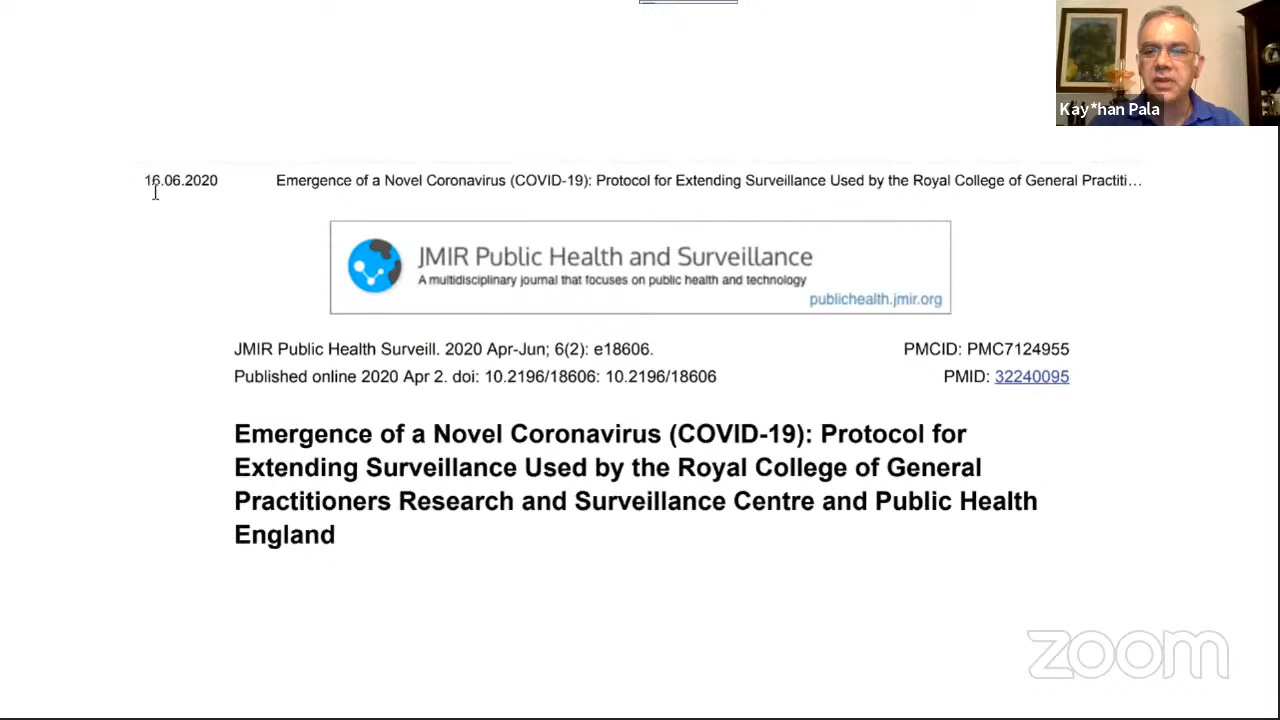 Kay*han Pala
16.06.2020 Emergence of a Novel Coronavirus (COVID-19): Protocol for Extending Surveillance Used by the Royal College of General Practiti…
JMIR Public Health and Surveillance
A multidisciplinary journal that focuses on public health and technology
publichealth.jmir.org
JMIR Public Health Surveill. 2020 Apr-Jun; 6(2): e18606. PMCID: PMC7124955
Published online 2020 Apr 2. doi: 10.2196/18606: 10.2196/18606 PMID: 32240095
Emergence of a Novel Coronavirus (COVID-19): Protocol for
Extending Surveillance Used by the Royal College of General
Practitioners Research and Surveillance Centre and Public Health
England
zoom